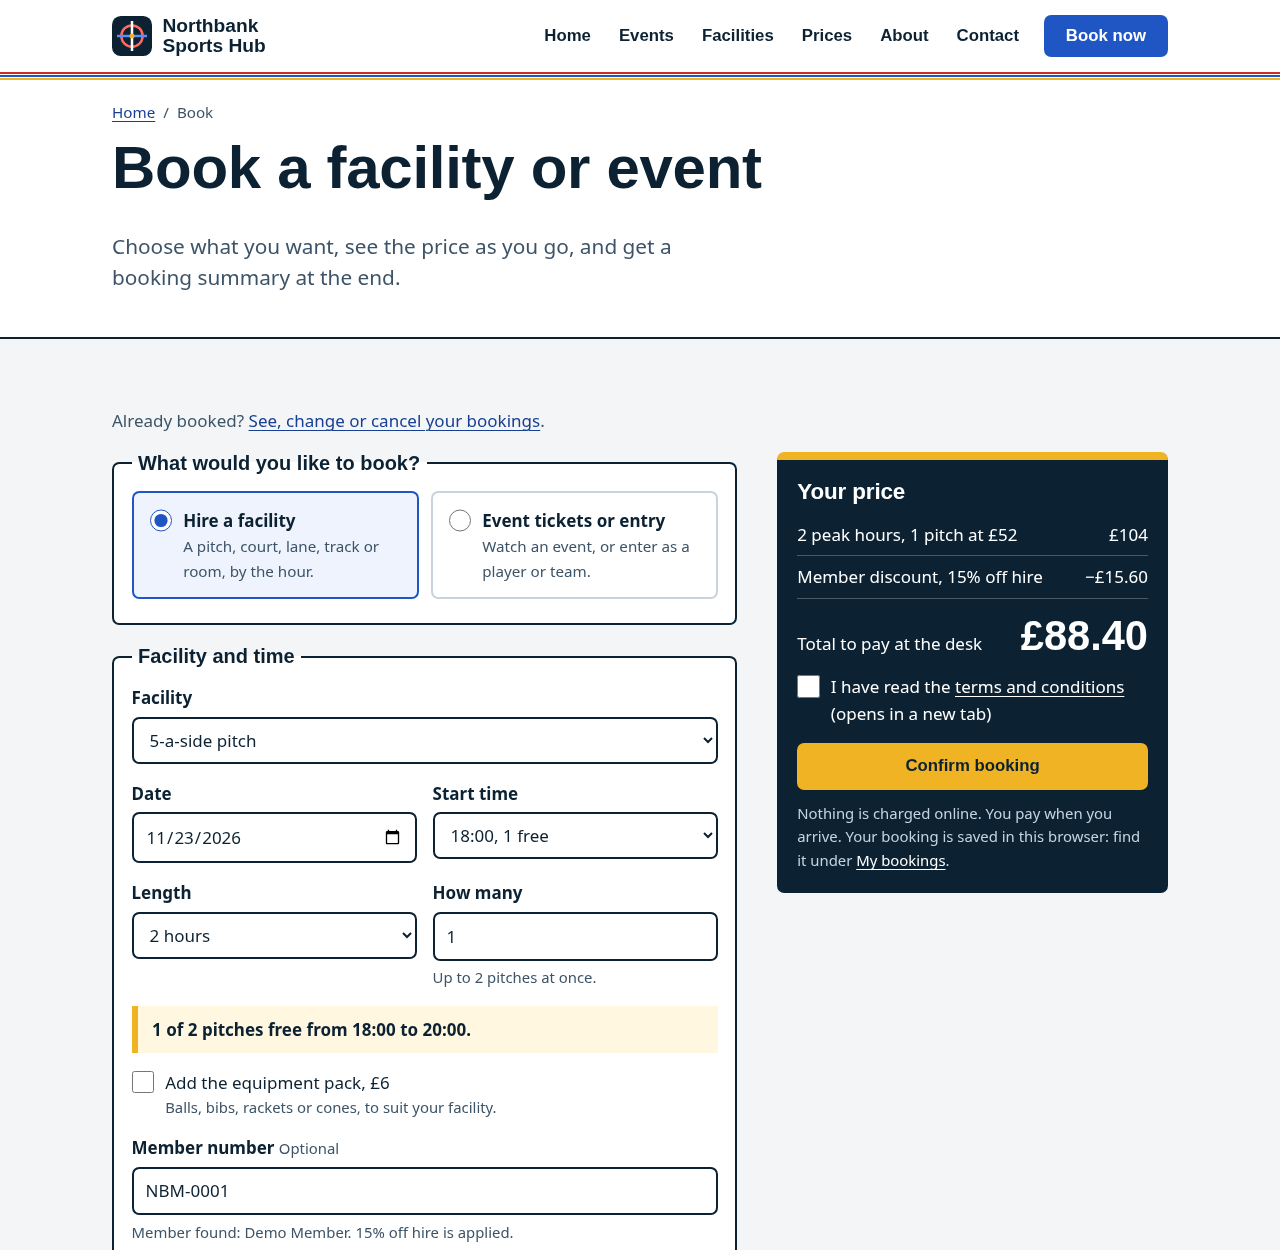 Northbank
Sports Hub
Home
Events
Facilities
Prices
About
Contact
Book now
Home / Book
Book a facility or event
Choose what you want, see the price as you go, and get a
booking summary at the end.
Already booked? See, change or cancel your bookings.
What would you like to book?
Hire a facility
A pitch, court, lane, track or
room, by the hour.
Event tickets or entry
Watch an event, or enter as a
player or team.
Facility and time
Facility
5-a-side pitch
Date
11/23/2026
Start time
18:00, 1 free
Length
2 hours
How many
1
Up to 2 pitches at once.
1 of 2 pitches free from 18:00 to 20:00.
Add the equipment pack, £6
Balls, bibs, rackets or cones, to suit your facility.
Member number Optional
NBM-0001
Member found: Demo Member. 15% off hire is applied.
Your price
2 peak hours, 1 pitch at £52 £104
Member discount, 15% off hire −£15.60
Total to pay at the desk £88.40
I have read the terms and conditions
(opens in a new tab)
Confirm booking
Nothing is charged online. You pay when you
arrive. Your booking is saved in this browser: find
it under My bookings.